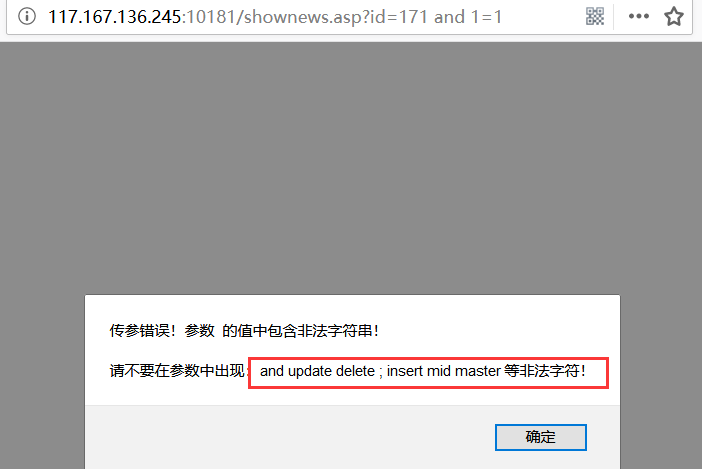 117.167.136.245:10181/shownews.asp?id=171 and 1=1
传参错误！参数 的值中包含非法字符串！
请不要在参数中出现：and update delete ; insert mid master 等非法字符！
确定